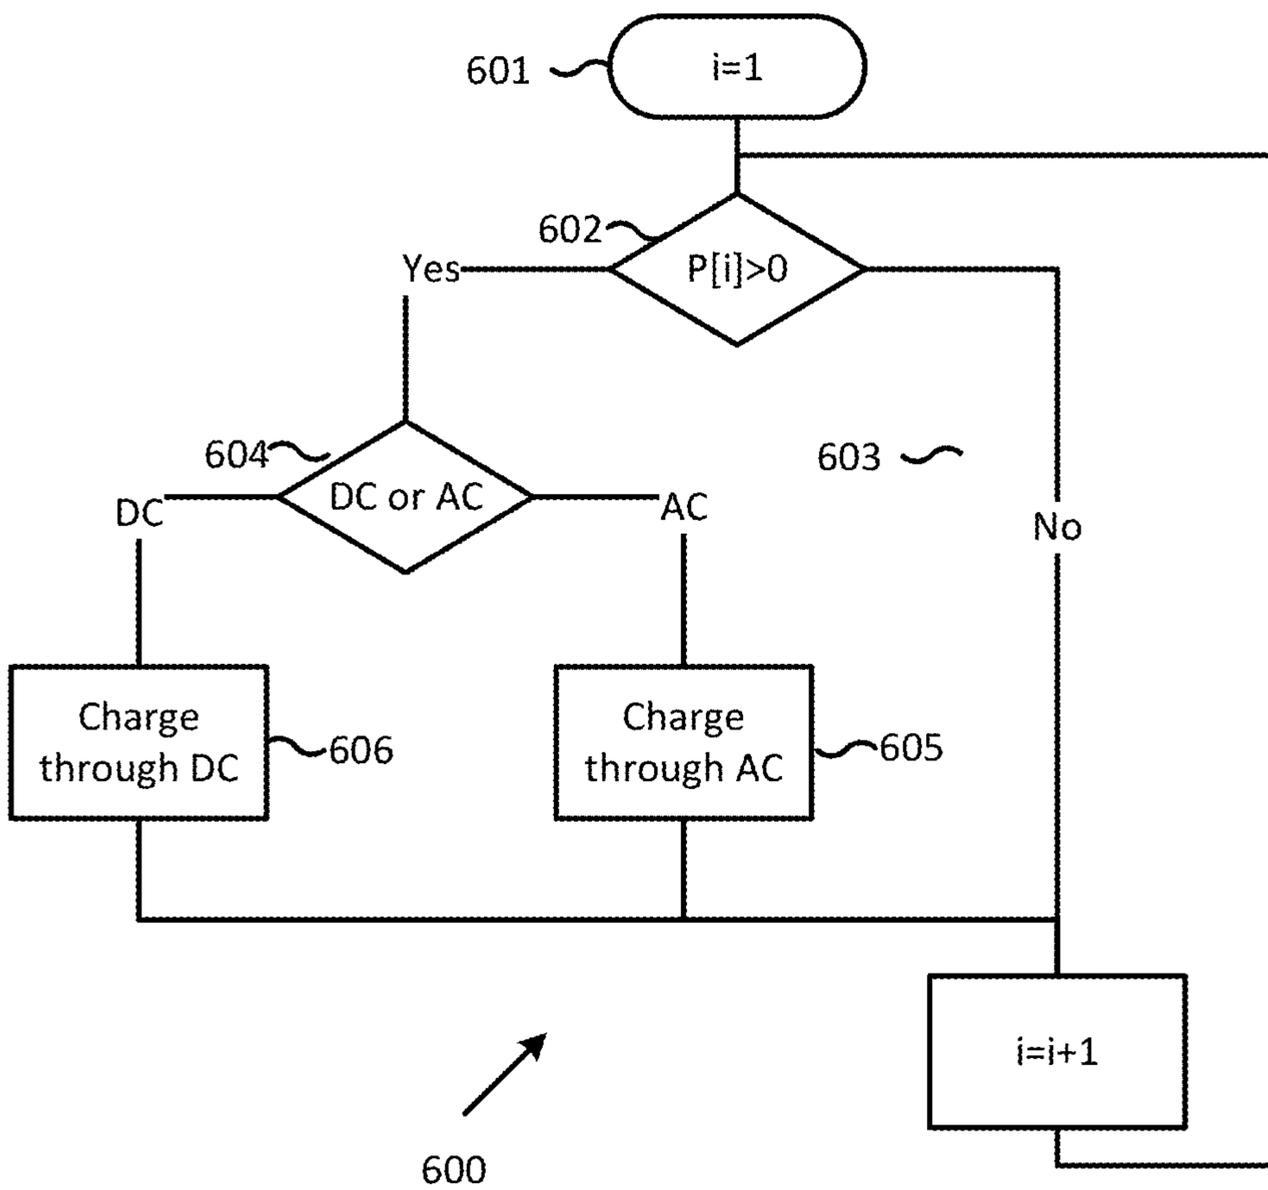 601
i=1
602
P[i]>0
Yes
604
DC or AC
603
DC
AC
No
Charge
through DC
606
Charge
through AC
605
i=i+1
600